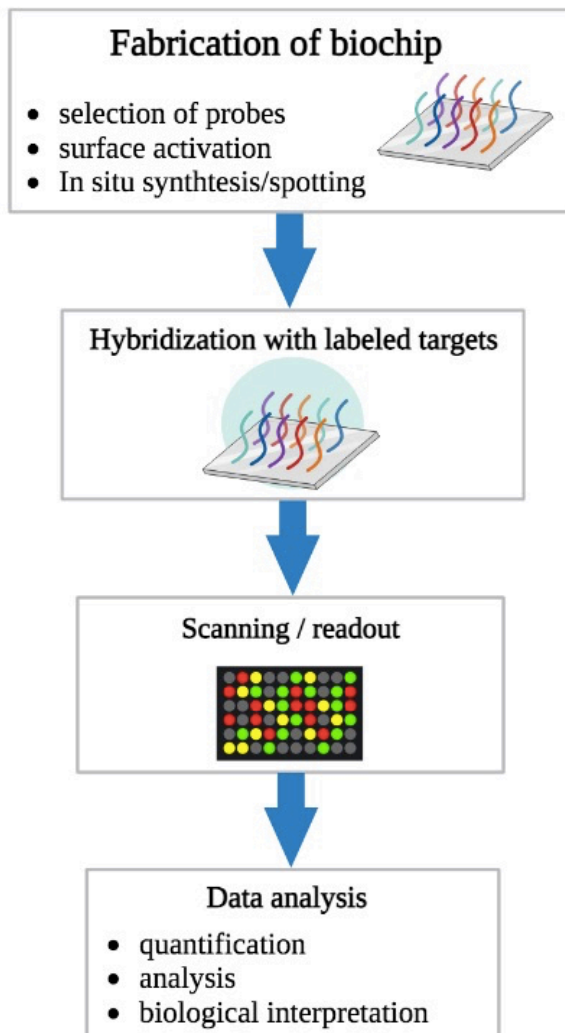 Fabrication of biochip
• selection of probes
• surface activation
• In situ synthtesis/spotting
Hybridization with labeled targets
Scanning / readout
Data analysis
• quantification
• analysis
• biological interpretation